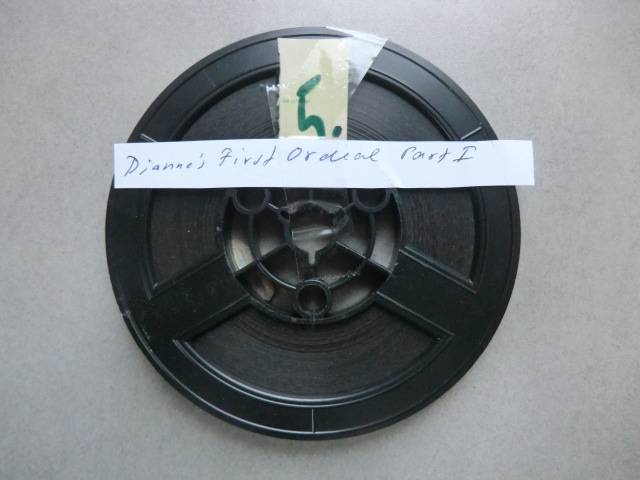 5.
Dianne's First Ordeal Part I